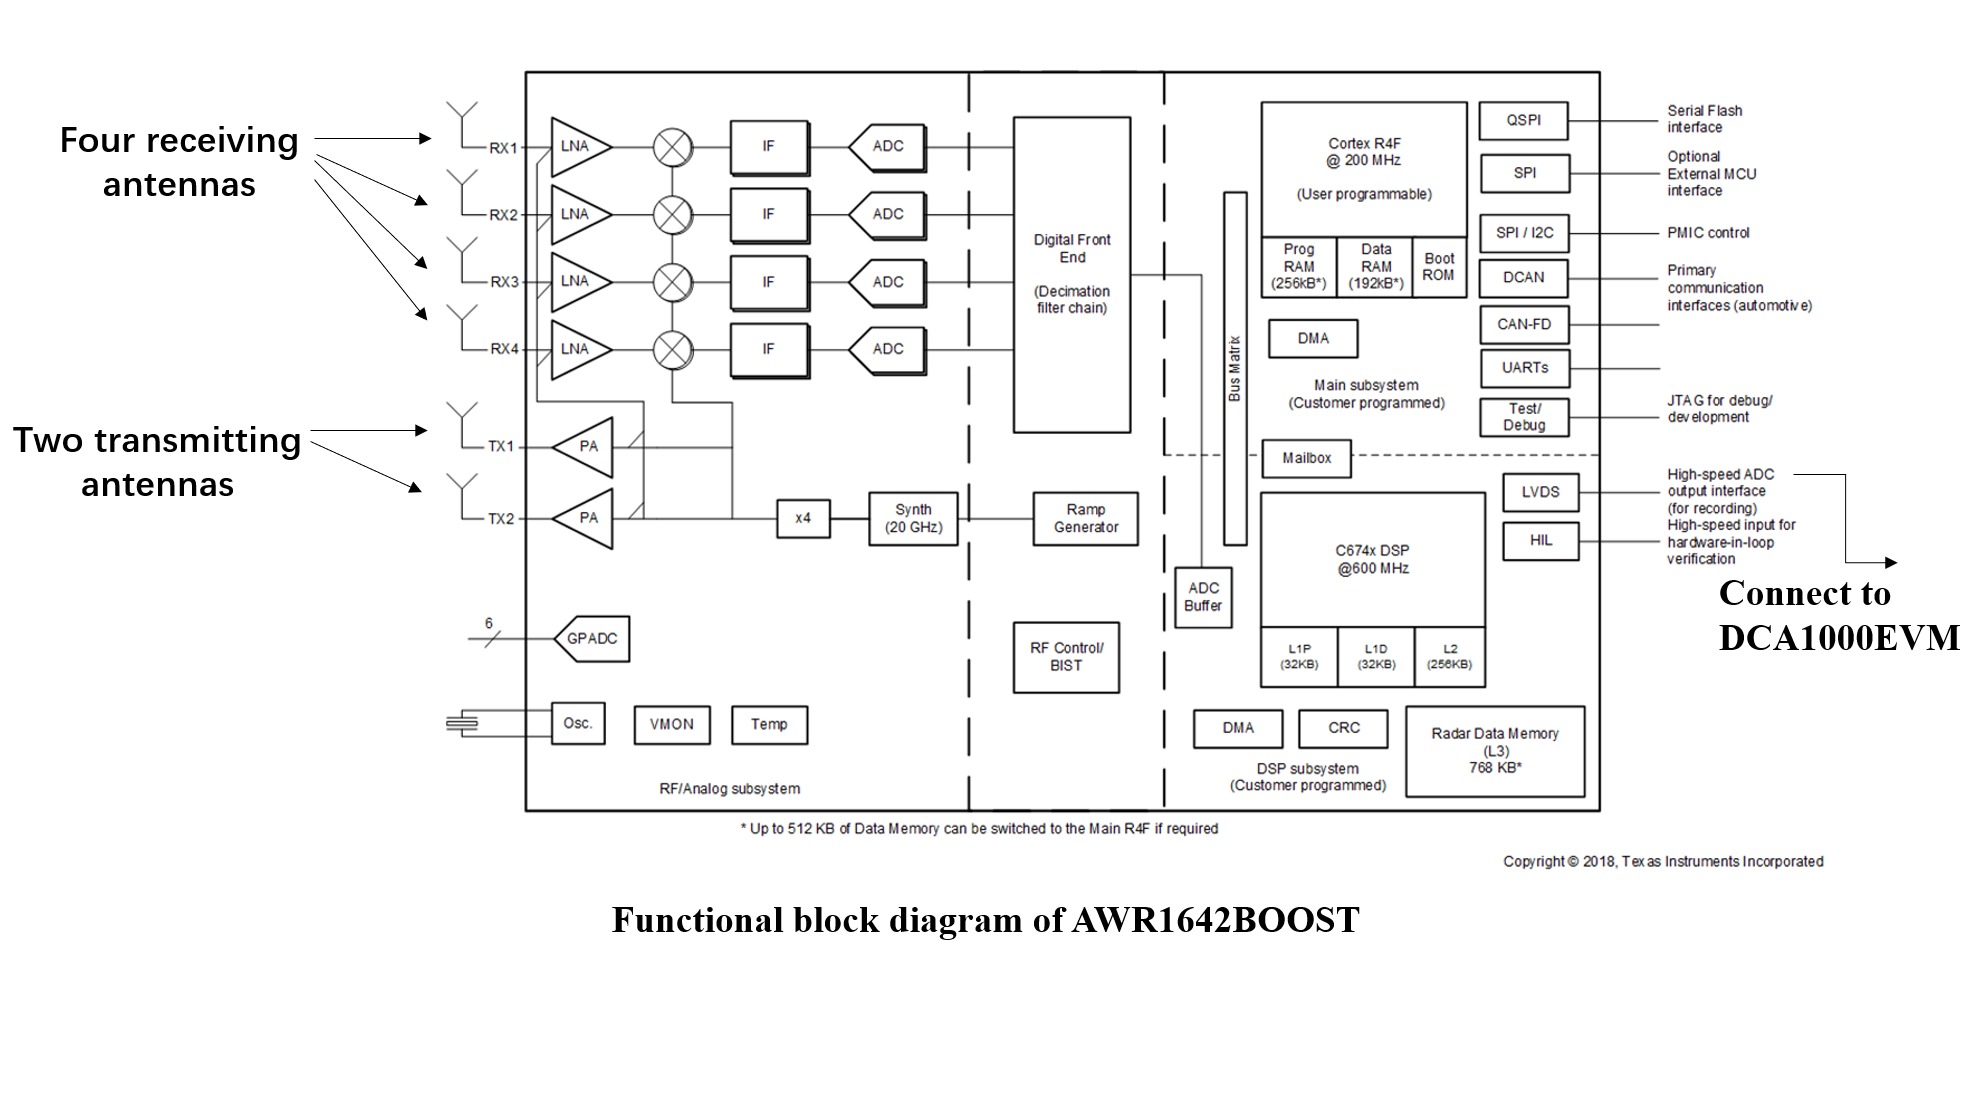 Four receiving
antennas
Two transmitting
antennas
RX1
RX2
RX3
RX4
TX1
TX2
LNA
IF
ADC
LNA
IF
ADC
LNA
IF
ADC
LNA
IF
ADC
PA
PA
x4
Synth
(20 GHz)
6
GPADC
Osc.
VMON
Temp
RF/Analog subsystem
Digital Front
End
(Decimation
filter chain)
Ramp
Generator
RF Control/
BIST
ADC
Buffer
Bus Matrix
Cortex R4F
@ 200 MHz
(User programmable)
Prog
RAM
(256kB*)
Data
RAM
(192kB*)
Boot
ROM
DMA
Main subsystem
(Customer programmed)
Mailbox
C674x DSP
@600 MHz
L1P
(32KB)
L1D
(32KB)
L2
(256KB)
DMA
CRC
DSP subsystem
(Customer programmed)
Radar Data Memory
(L3)
768 KB*
QSPI
SPI
SPI / I2C
DCAN
CAN-FD
UARTs
Test/
Debug
LVDS
HIL
Serial Flash
interface
Optional
External MCU
interface
PMIC control
Primary
communication
interfaces (automotive)
JTAG for debug/
development
High-speed ADC
output interface
(for recording)
High-speed input for
hardware-in-loop
verification
Connect to
DCA1000EVM
* Up to 512 KB of Data Memory can be switched to the Main R4F if required
Copyright © 2018, Texas Instruments Incorporated
Functional block diagram of AWR1642BOOST